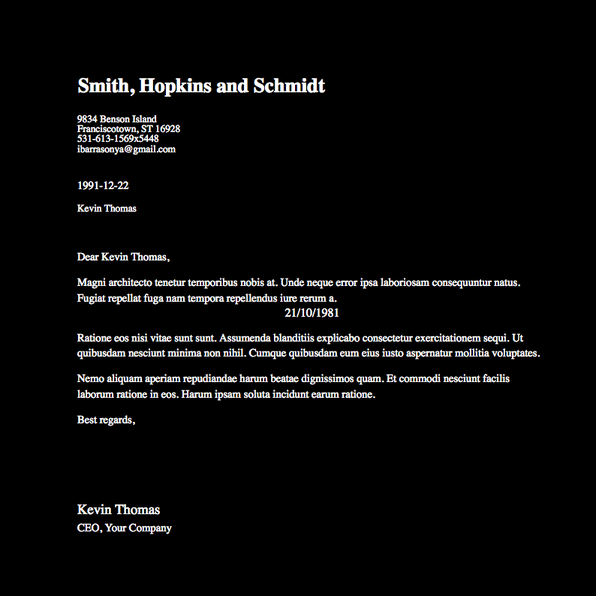 Smith, Hopkins and Schmidt
9834 Benson Island
Franciscotown, ST 16928
531-613-1569x5448
ibarrasonya@gmail.com
1991-12-22
Kevin Thomas
Dear Kevin Thomas,
Magni architecto tenetur temporibus nobis at. Unde neque error ipsa laboriosam consequuntur natus.
Fugiat repellat fuga nam tempora repellendus iure rerum a.
21/10/1981
Ratione eos nisi vitae sunt sunt. Assumenda blanditiis explicabo consectetur exercitationem sequi. Ut
quibusdam nesciunt minima non nihil. Cumque quibusdam eum eius iusto aspernatur mollitia voluptates.
Nemo aliquam aperiam repudiandae harum beatae dignissimos quam. Et commodi nesciunt facilis
laborum ratione in eos. Harum ipsam soluta incidunt earum ratione.
Best regards,
Kevin Thomas
CEO, Your Company